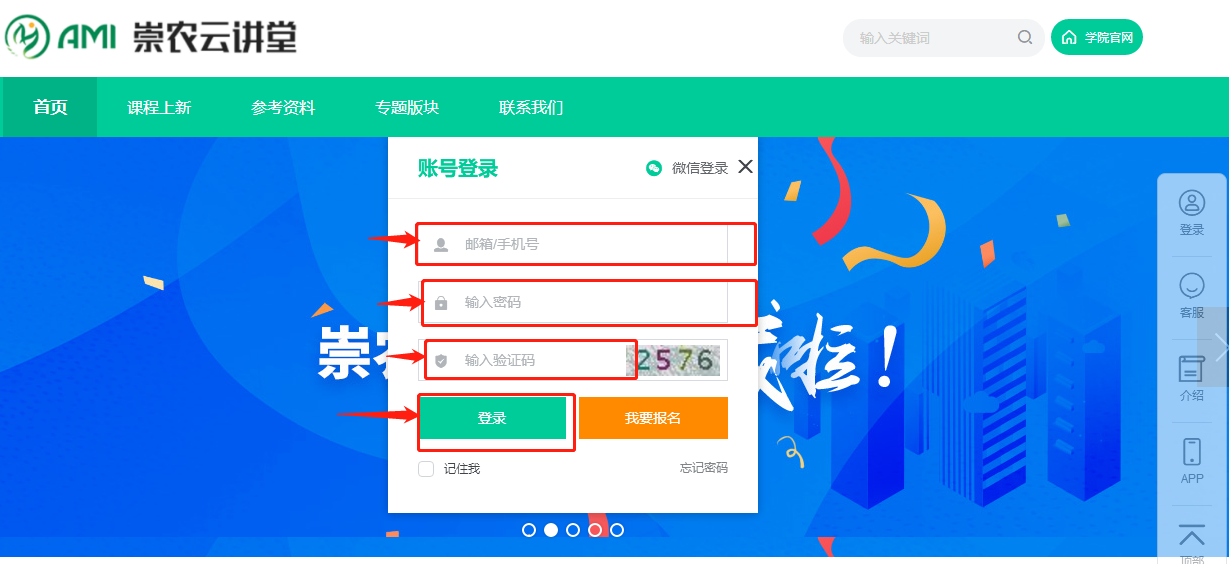 AMI 崇农云讲堂
输入关键词
学院官网
首页 课程上新 参考资料 专题版块 联系我们
账号登录 微信登录
邮箱/手机号
输入密码
崇农
啦!
输入验证码 2576
登录 我要报名
记住我 忘记密码
登录
客服
介绍
APP
顶部